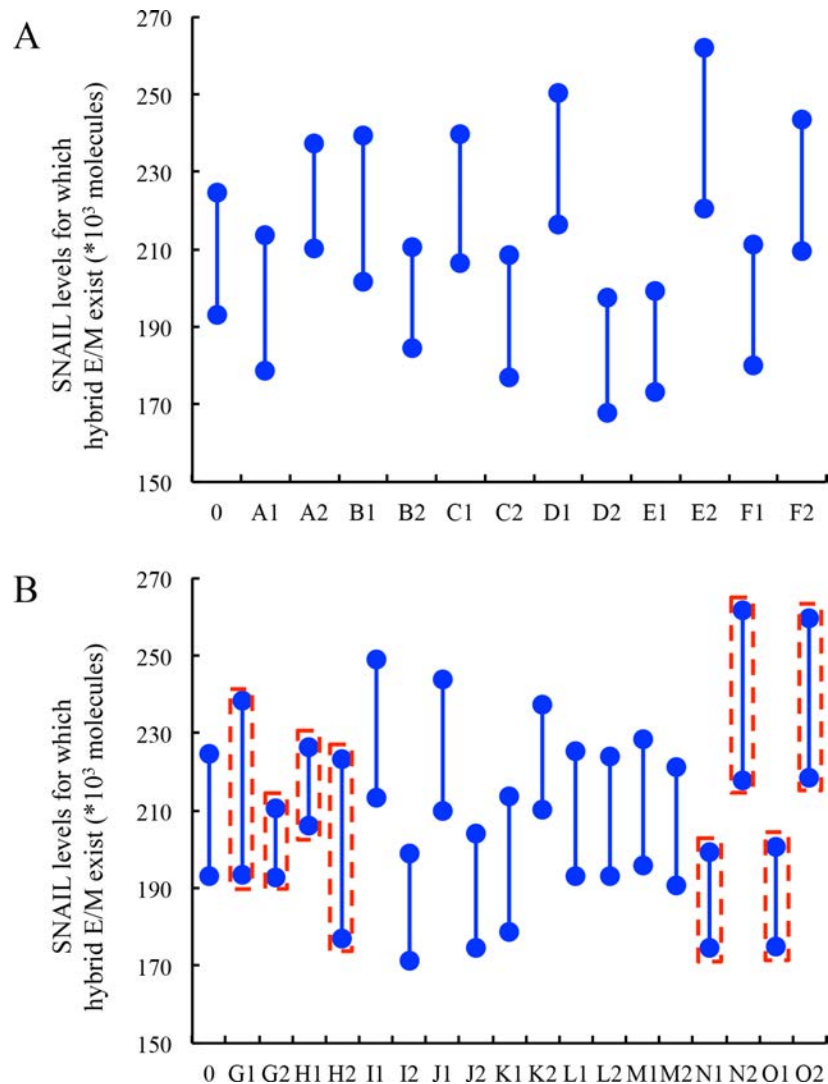 A
SNAIL levels for which
hybrid E/M exist (*10³ molecules)
270
250
230
210
190
170
150
0 A1 A2 B1 B2 C1 C2 D1 D2 E1 E2 F1 F2
B
SNAIL levels for which
hybrid E/M exist (*10³ molecules)
270
250
230
210
190
170
150
0 G1 G2 H1 H2 I1 I2 J1 J2 K1 K2 L1 L2 M1 M2 N1 N2 O1 O2